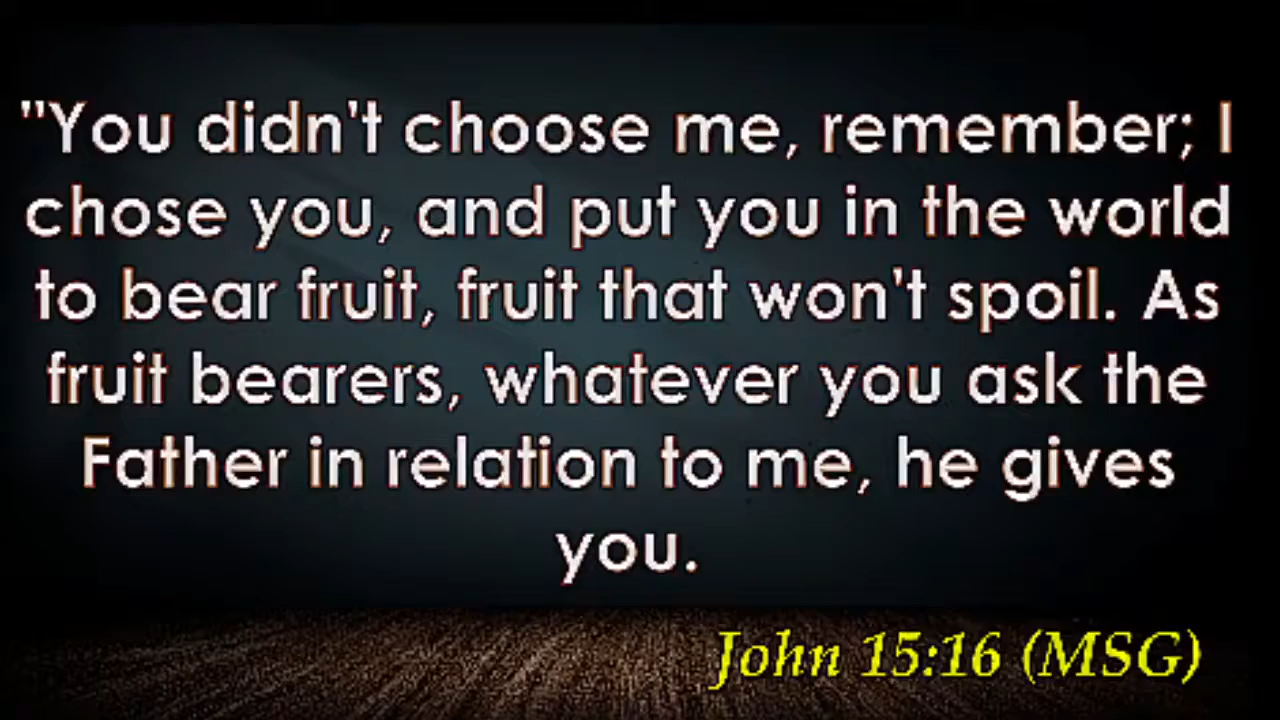 "You didn't choose me, remember; I
chose you, and put you in the world
to bear fruit, fruit that won't spoil. As
fruit bearers, whatever you ask the
Father in relation to me, he gives
you.
John 15:16 (MSG)